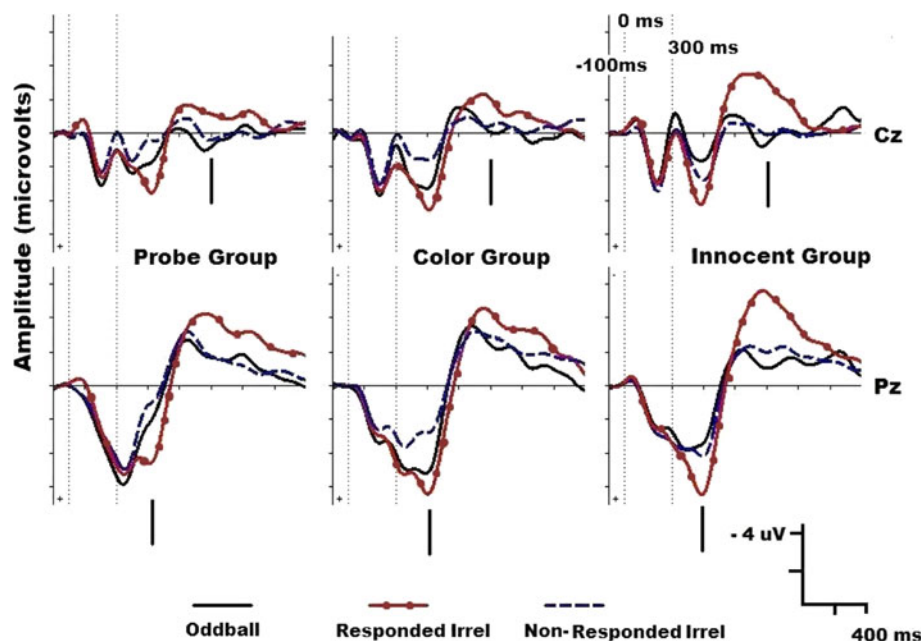 0 ms
300 ms
-100ms
Amplitude (microvolts)
Cz
+
+
+
Probe Group
Color Group
Innocent Group
Pz
+
+
+
- 4 uV
400 ms
Oddball
Responded Irrel
Non-Responded Irrel